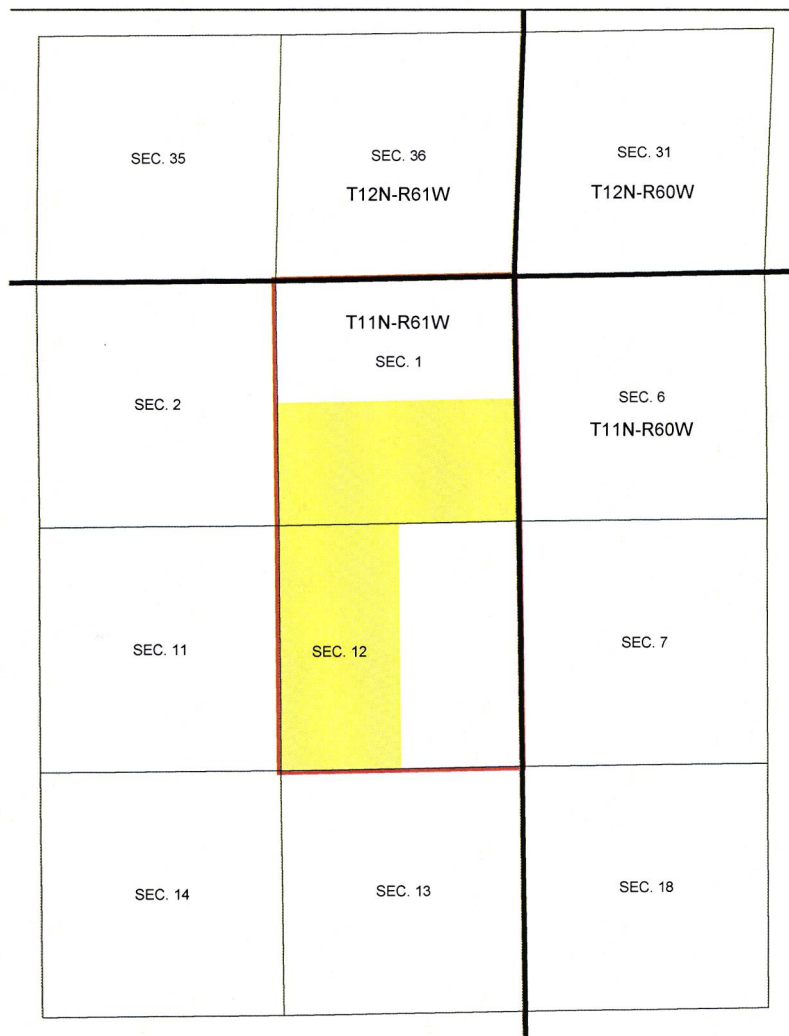 SEC. 35
SEC. 36
T12N-R61W
SEC. 31
T12N-R60W
SEC. 2
T11N-R61W
SEC. 1
SEC. 6
T11N-R60W
SEC. 11
SEC. 12
SEC. 7
SEC. 14
SEC. 13
SEC. 18